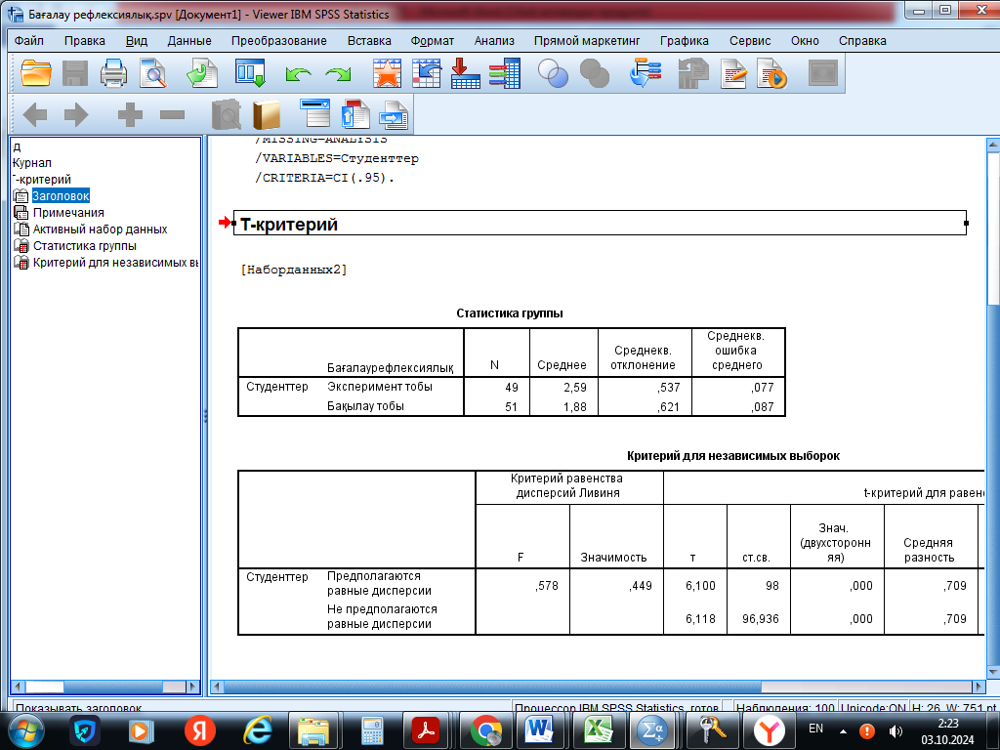 Бағалау рефлексиялық.spv [Документ1] - Viewer IBM SPSS Statistics
Файл Правка Вид Данные Преобразование Вставка Формат Анализ Прямой маркетинг Графика Сервис Окно Справка
Курнал
Т-критерий
Заголовок
Примечания
Активный набор данных
Статистика группы
Критерий для независимых вы
/MISSING=ANALYSIS
/VARIABLES=Студенттер
/CRITERIA=CI(.95).
Т-критерий
[Наборданных2]
Статистика группы
Бағалаурефлексиялық N Среднее Среднекв. отклонение Среднекв. ошибка среднего
Студенттер Эксперимент тобы 49 2,59 ,537 ,077
Бақылау тобы 51 1,88 ,621 ,087
Критерий для независимых выборок
Критерий равенства дисперсий Ливиня t-критерий для равен
F Значимость т ст.св. Знач. (двухсторонняя) Средняя разность
Студенттер Предполагаются равные дисперсии ,578 ,449 6,100 98 ,000 ,709
Не предполагаются равные дисперсии 6,118 96,936 ,000 ,709
Показывать заголовок Процессор IBM SPSS Statistics готов Наблюдения: 100 Unicode:ON H: 26, W: 751 pt
EN 2:23
03.10.2024